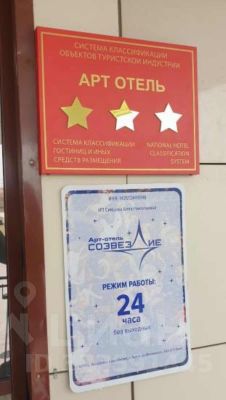 СИСТЕМА КЛАССИФИКАЦИИ
ОБЪЕКТОВ ТУРИСТСКОЙ ИНДУСТРИИ
АРТ ОТЕЛЬ
СИСТЕМА КЛАССИФИКАЦИИ
ГОСТИНИЦ И ИНЫХ
СРЕДСТВ РАЗМЕЩЕНИЯ
NATIONAL HOTEL
CLASSIFICATION
SYSTEM
Арт-отель
СОЗВЕЗДИЕ
РЕЖИМ РАБОТЫ:
24
часа
без выходных